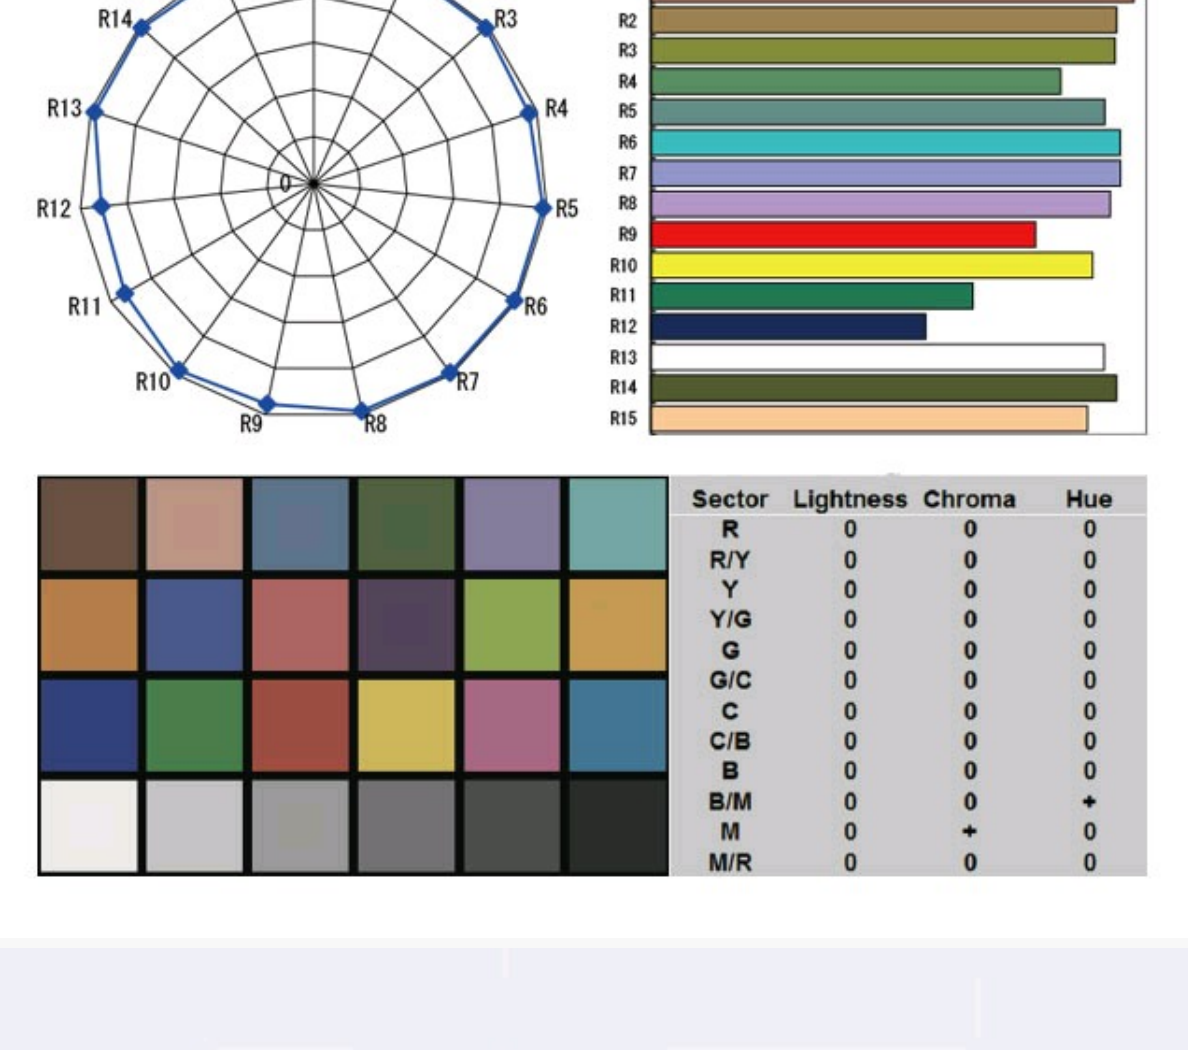 R14
R3
R13
R4
0
R12
R5
R11
R6
R10
R7
R9
R8
R2
R3
R4
R5
R6
R7
R8
R9
R10
R11
R12
R13
R14
R15
Sector Lightness Chroma Hue
R 0 0 0
R/Y 0 0 0
Y 0 0 0
Y/G 0 0 0
G 0 0 0
G/C 0 0 0
C 0 0 0
C/B 0 0 0
B 0 0 0
B/M 0 0 +
M 0 + 0
M/R 0 0 0